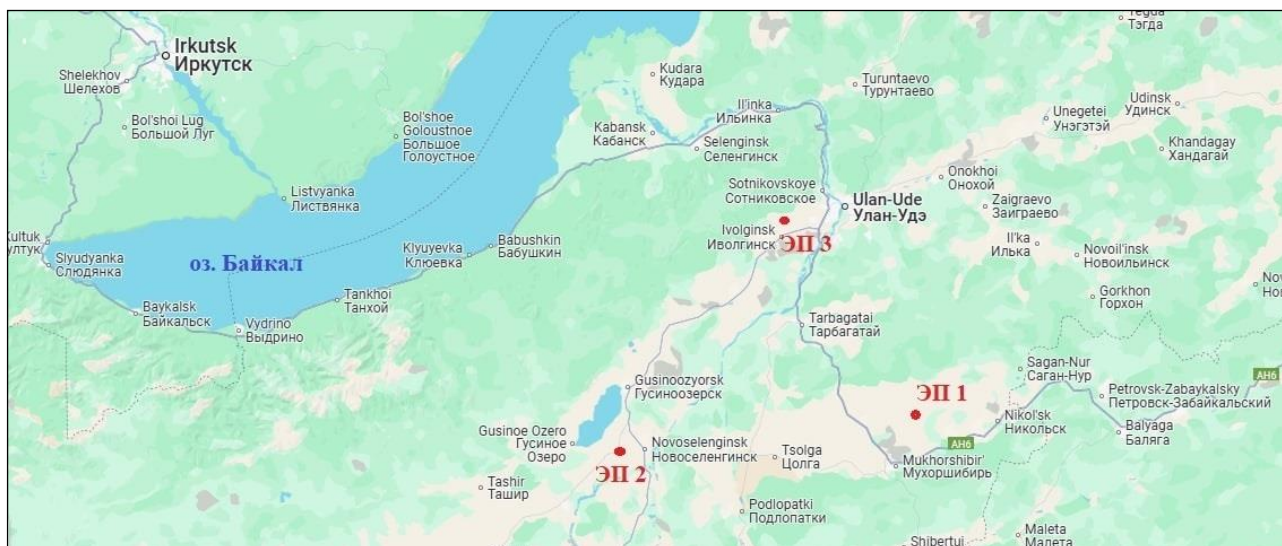 Tegda
Тэгда
Irkutsk
Иркутск
Shelekhov
Шелехов
Bol'shoi Lug
Большой Луг
Bol'shoe
Goloustnoe
Большое
Голоустное
Kudara
Кудара
Turuntaevo
Турунтаево
Il'inka
Ильинка
Kabansk
Кабанск
Selenginsk
Селенгинск
Unegetei
Унэгэтэй
Udinsk
Удинск
Khandagay
Хандагай
Onokhoi
Онохой
Sotnikovskoye
Сотниковское
Ulan-Ude
Улан-Удэ
Zaigraevo
Заиграево
Listvyanka
Листвянка
Ivolginsk
Иволгинск
ЭП 3
Il'ka
Илька
Novoil'insk
Новоильинск
Kultuk
Slyudyanka
Слюдянка
оз. Байкал
Klyuyevka
Клюевка
Babushkin
Бабушкин
Baykalsk
Байкальск
Tankhoi
Танхой
Vydrino
Выдрино
Gorkhon
Горхон
Tarbagatai
Тарбагатай
Sagan-Nur
Саган-Нур
AH6
Petrovsk-Zabaykalsky
Петровск-Забайкальский
Gusinoozyorsk
Гусиноозерск
ЭП 1
Nikol'sk
Никольск
Balyaga
Баляга
AH6
Gusinoe Ozero
Гусиное
Озеро
Novoselenginsk
Новоселенгинск
ЭП 2
Tsolga
Цолга
Mukhorshibir'
Мухоршибирь
Tashir
Ташир
Podlopatki
Подлопатки
Shibertui
Maleta
Малета